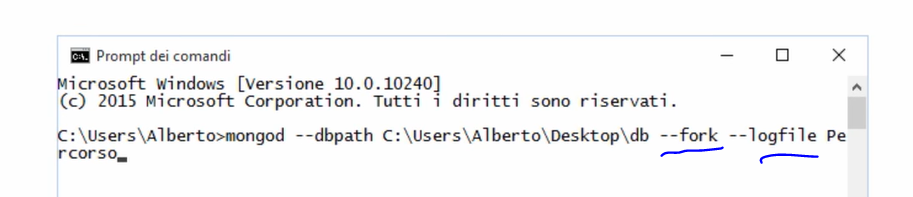 Prompt dei comandi
Microsoft Windows [Versione 10.0.10240]
(c) 2015 Microsoft Corporation. Tutti i diritti sono riservati.
C:\Users\Alberto>mongod --dbpath C:\Users\Alberto\Desktop\db --fork --logfile Pe
rcorso